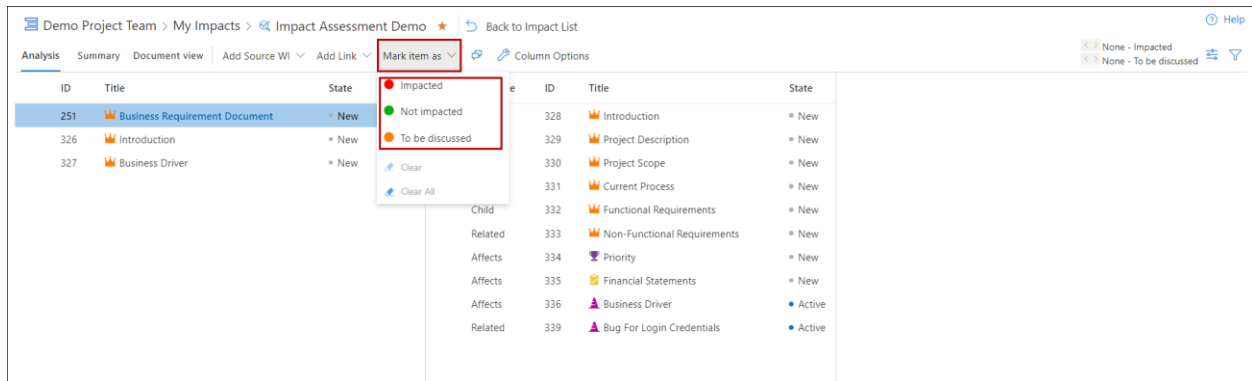 Demo Project Team > My Impacts > Impact Assessment Demo Back to Impact List Help
Analysis Summary Document view Add Source WI Add Link Mark item as Column Options
None - Impacted
None - To be discussed
ID Title State
251 Business Requirement Document New
326 Introduction New
327 Business Driver New
Impacted
Not impacted
To be discussed
Clear
Clear All
e ID Title State
328 Introduction New
329 Project Description New
330 Project Scope New
331 Current Process New
Child 332 Functional Requirements New
Related 333 Non-Functional Requirements New
Affects 334 Priority New
Affects 335 Financial Statements New
Affects 336 Business Driver Active
Related 339 Bug For Login Credentials Active